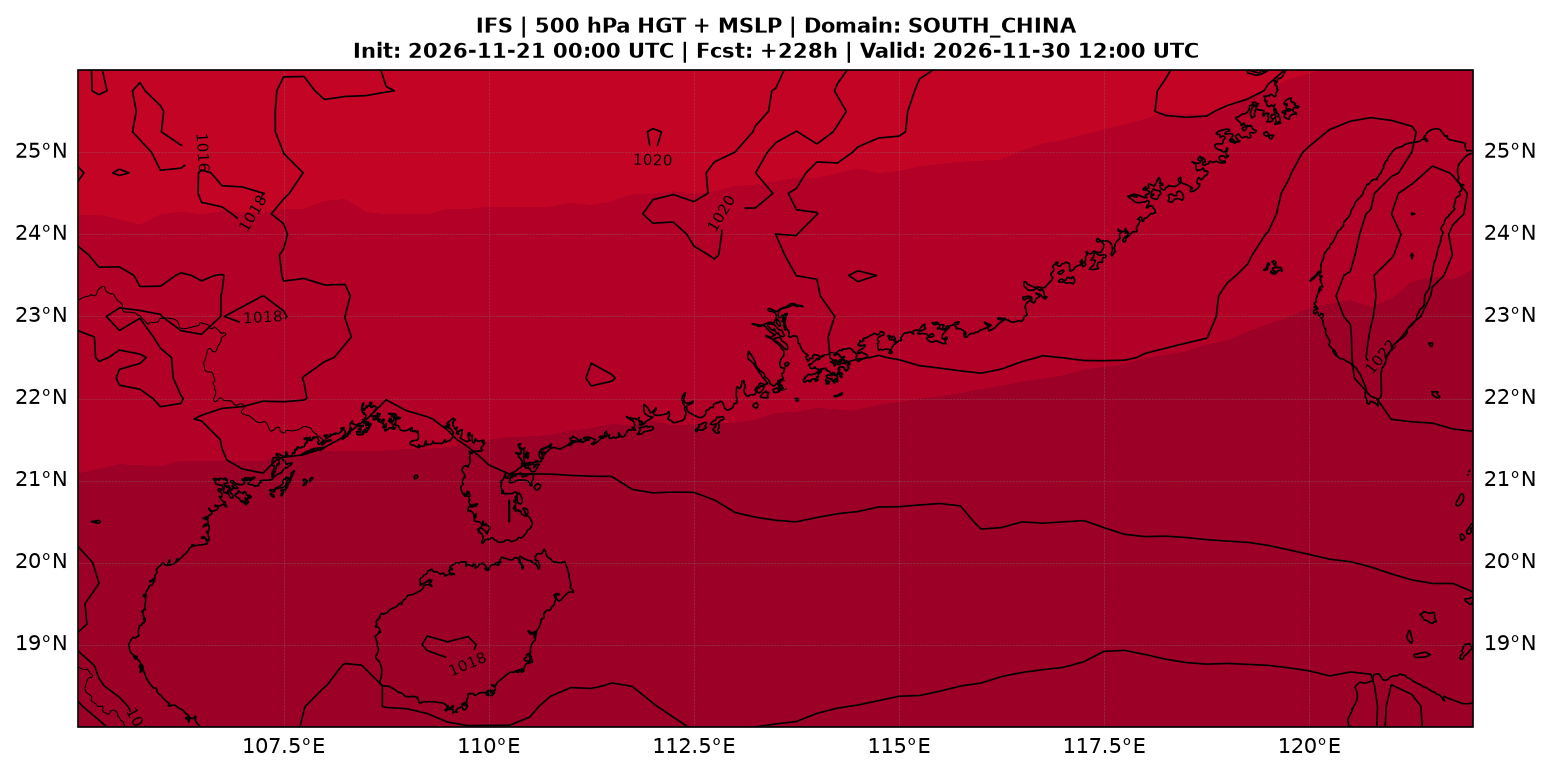 IFS | 500 hPa HGT + MSLP | Domain: SOUTH_CHINA
Init: 2026-11-21 00:00 UTC | Fcst: +228h | Valid: 2026-11-30 12:00 UTC
25°N
25°N
24°N
24°N
23°N
23°N
22°N
22°N
21°N
21°N
20°N
20°N
19°N
19°N
1016
1020
1018
1020
1018
1022
1018
10
107.5°E
110°E
112.5°E
115°E
117.5°E
120°E